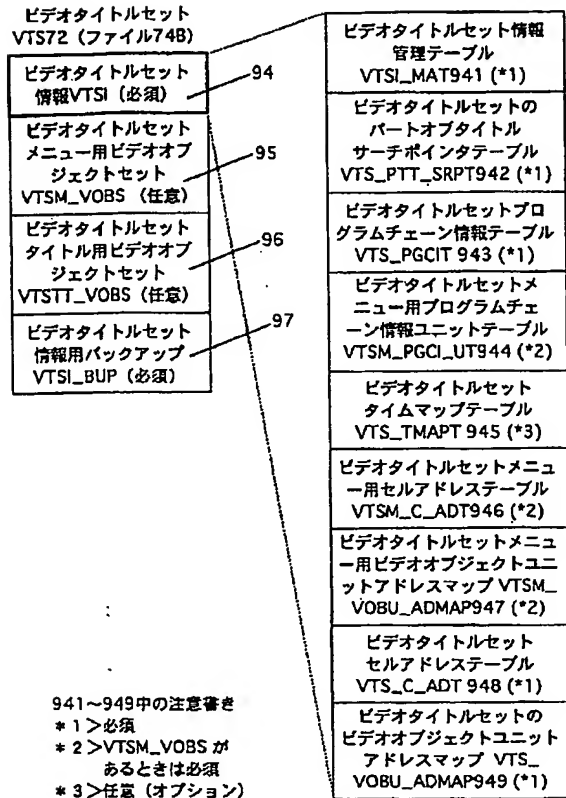 ビデオタイトルセット
VTS72（ファイル74B）
ビデオタイトルセット
情報VTSI（必須）
94
ビデオタイトルセット
メニュー用ビデオオブ
ジェクトセット
VTSM_VOBS（任意）
95
ビデオタイトルセット
タイトル用ビデオオブ
ジェクトセット
VTSTT_VOBS（任意）
96
ビデオタイトルセット
情報用バックアップ
VTSI_BUP（必須）
97
ビデオタイトルセット情報
管理テーブル
VTSI_MAT941 (*1)
ビデオタイトルセットの
パートオブタイトル
サーチポインタテーブル
VTS_PTT_SRPT942 (*1)
ビデオタイトルセットプロ
グラムチェーン情報テーブル
VTS_PGCIT 943 (*1)
ビデオタイトルセットメ
ニュー用プログラムチェ
ーン情報ユニットテーブル
VTSM_PGCI_UT944 (*2)
ビデオタイトルセット
タイムマップテーブル
VTS_TMAPT 945 (*3)
ビデオタイトルセットメニュ
ー用セルアドレステーブル
VTSM_C_ADT946 (*2)
ビデオタイトルセットメニュ
ー用ビデオオブジェクトユニ
ットアドレスマップ VTSM_
VOBU_ADMAP947 (*2)
ビデオタイトルセット
セルアドレステーブル
VTS_C_ADT 948 (*1)
ビデオタイトルセットの
ビデオオブジェクトユニット
アドレスマップ VTS_
VOBU_ADMAP949 (*1)
941〜949中の注意書き
＊1＞必須
＊2＞VTSM_VOBS が
あるときは必須
＊3＞任意（オプション）